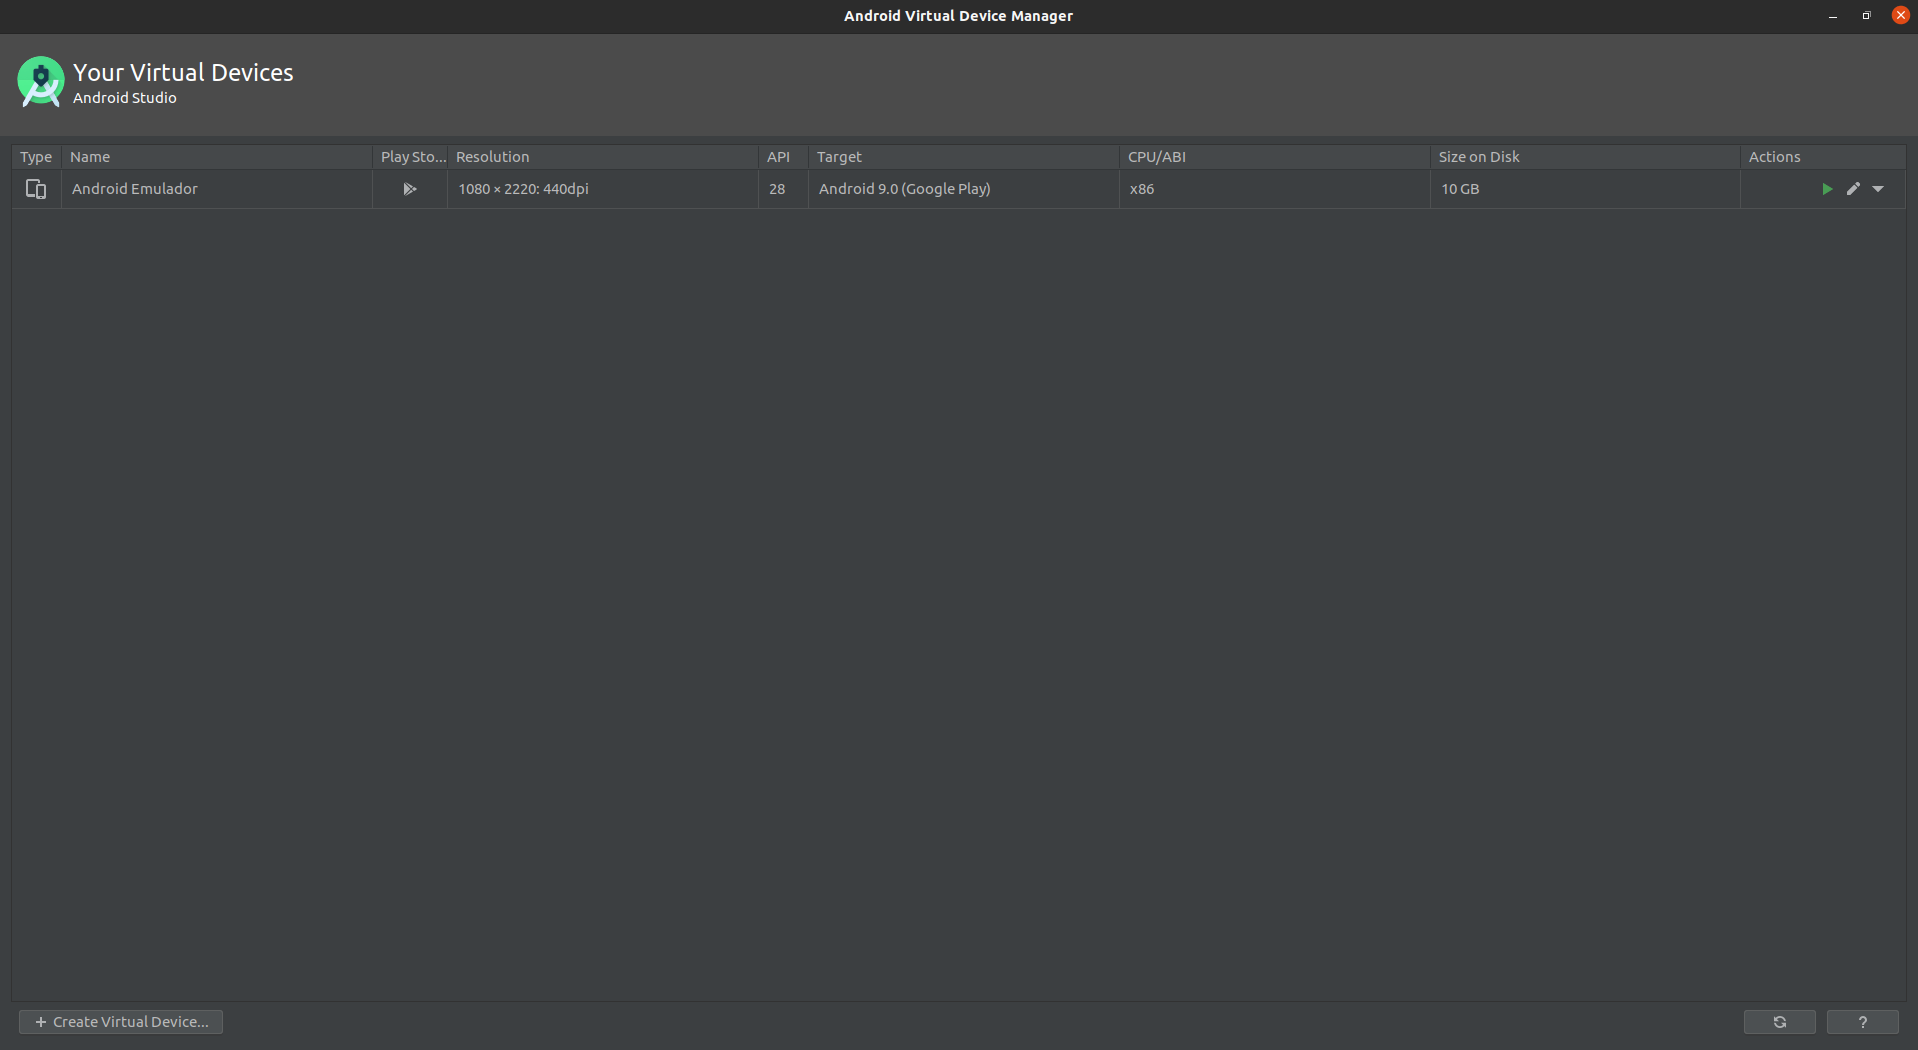 Android Virtual Device Manager
Your Virtual Devices
Android Studio
Type Name Play Sto... Resolution API Target CPU/ABI Size on Disk Actions
Android Emulador 1080 × 2220: 440dpi 28 Android 9.0 (Google Play) x86 10 GB
+ Create Virtual Device... ?